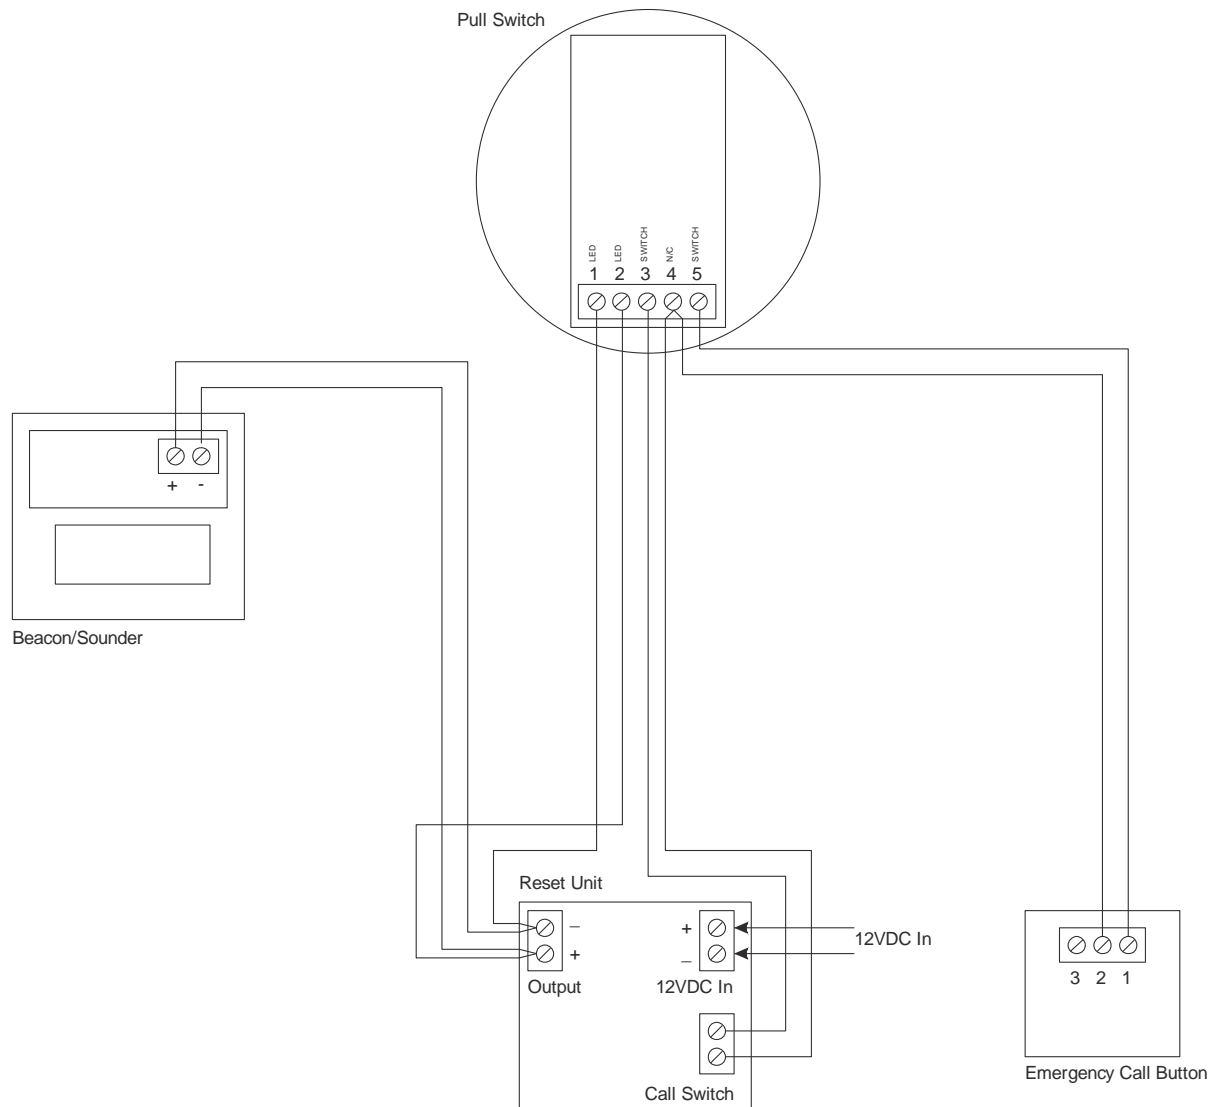 Pull Switch
LED LED SWITCH N/C SWITCH
1 2 3 4 5
+ -
Beacon/Sounder
Reset Unit
– +
+ 12VDC In
– 
Output 12VDC In
3 2 1
Call Switch
Emergency Call Button